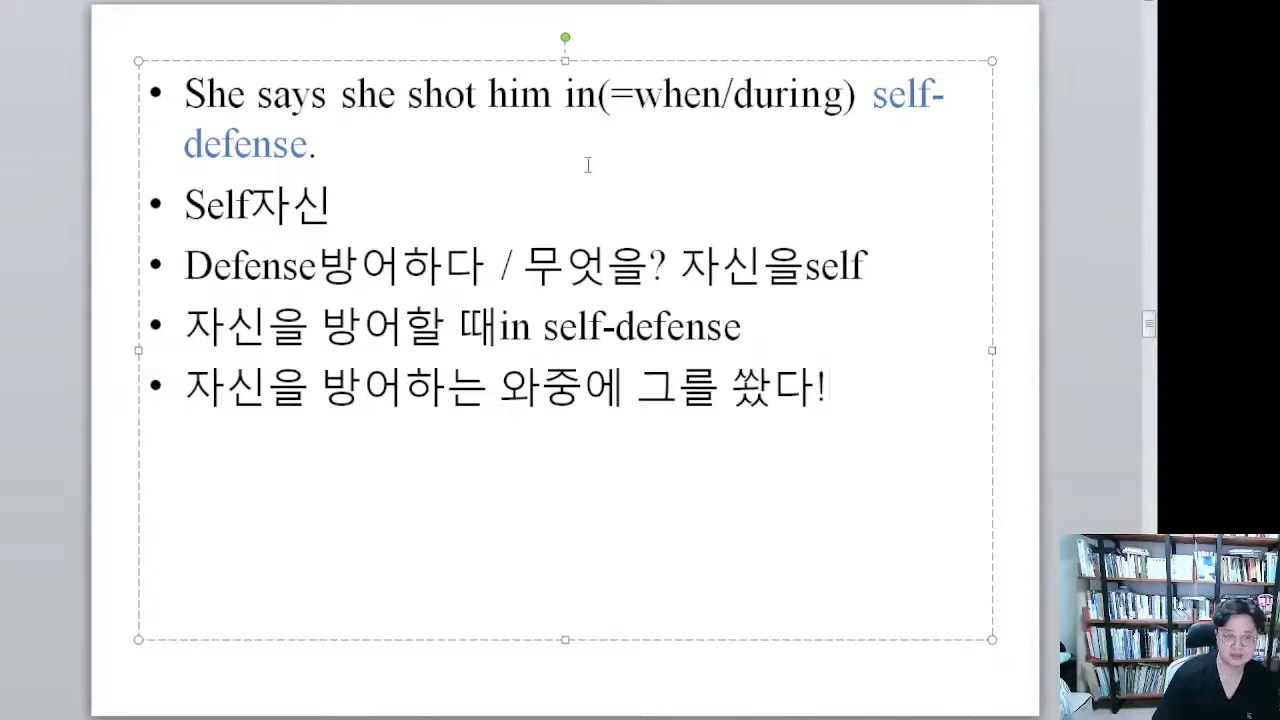 • She says she shot him in(=when/during) self-
defense.
• Self자신
• Defense방어하다 / 무엇을? 자신을self
• 자신을 방어할 때in self-defense
• 자신을 방어하는 와중에 그를 쐈다!